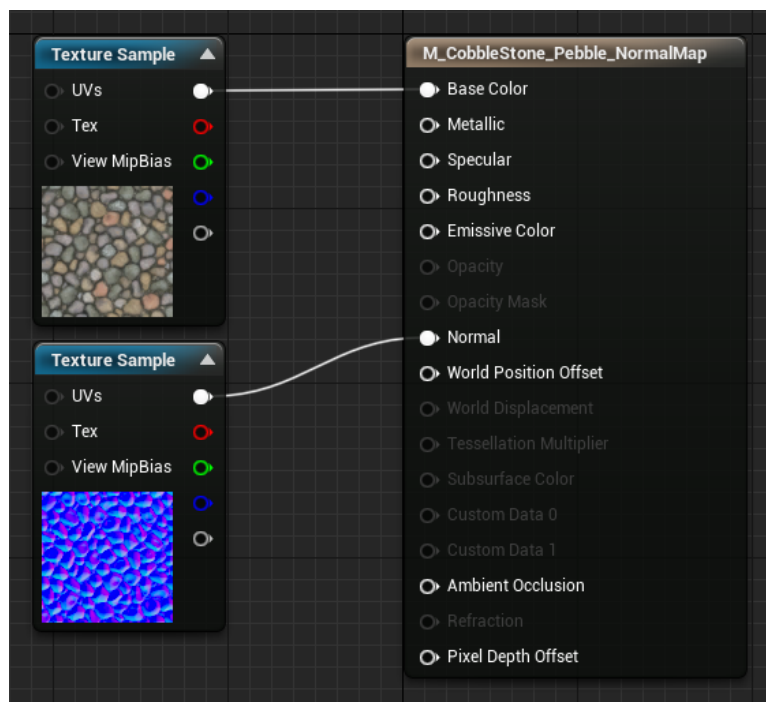 Texture Sample
UVs
Tex
View MipBias
Texture Sample
UVs
Tex
View MipBias
M_CobbleStone_Pebble_NormalMap
Base Color
Metallic
Specular
Roughness
Emissive Color
Opacity
Opacity Mask
Normal
World Position Offset
World Displacement
Tessellation Multiplier
Subsurface Color
Custom Data 0
Custom Data 1
Ambient Occlusion
Refraction
Pixel Depth Offset